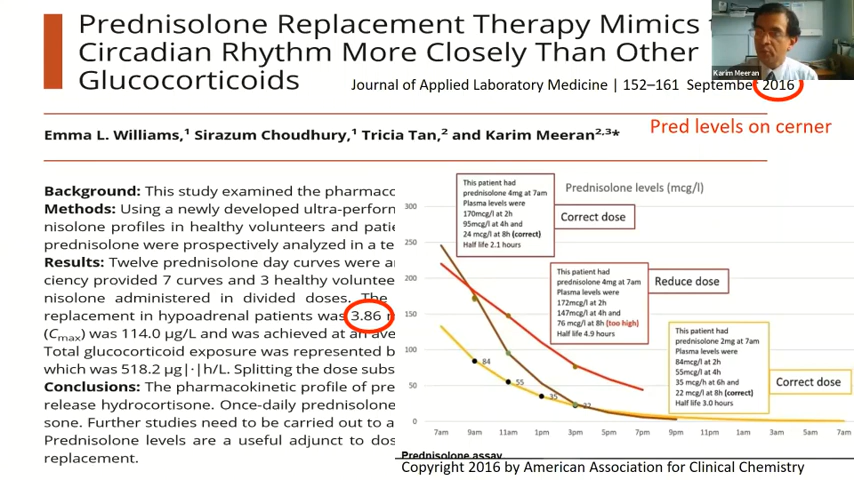 Prednisolone Replacement Therapy Mimics
Circadian Rhythm More Closely Than Other
Glucocorticoids
Journal of Applied Laboratory Medicine | 152–161 September 2016
Karim Meeran
Emma L. Williams,¹ Sirazum Choudhury,¹ Tricia Tan,² and Karim Meeran²,³*
Pred levels on cerner
Background: This study examined the pharmaco
Methods: Using a newly developed ultra-perform
nisolone profiles in healthy volunteers and patie
prednisolone were prospectively analyzed in a te
Results: Twelve prednisolone day curves were a
ciency provided 7 curves and 3 healthy voluntee
nisolone administered in divided doses. The
replacement in hypoadrenal patients was 3.86
(Cmax) was 114.0 µg/L and was achieved at an ave
Total glucocorticoid exposure was represented b
which was 518.2 µg|·|h/L. Splitting the dose subs
Conclusions: The pharmacokinetic profile of pre
release hydrocortisone. Once-daily prednisolone
sone. Further studies need to be carried out to a
Prednisolone levels are a useful adjunct to dos
replacement.
Prednisolone levels (mcg/l)
This patient had
prednisolone 4mg at 7am
Plasma levels were
170mcg/l at 2h
95mcg/l at 4h and
24 mcg/l at 8h (correct)
Half life 2.1 hours
Correct dose
This patient had
prednisolone 4mg at 7am
Plasma levels were
172mcg/l at 2h
147mcg/l at 4h and
76 mcg/l at 8h (too high)
Half life 4.9 hours
Reduce dose
This patient had
prednisolone 2mg at 7am
Plasma levels were
84mcg/l at 2h
55mcg/l at 4h
35 mcg/l at 6h and
22 mcg/l at 8h (correct)
Half life 3.0 hours
Correct dose
300
250
200
150
100
50
0
84
55
35
22
7am 9am 11am 1pm 3pm 5pm 7pm 9pm 11pm 1am 3am 5am 7am
Prednisolone assay
Copyright 2016 by American Association for Clinical Chemistry